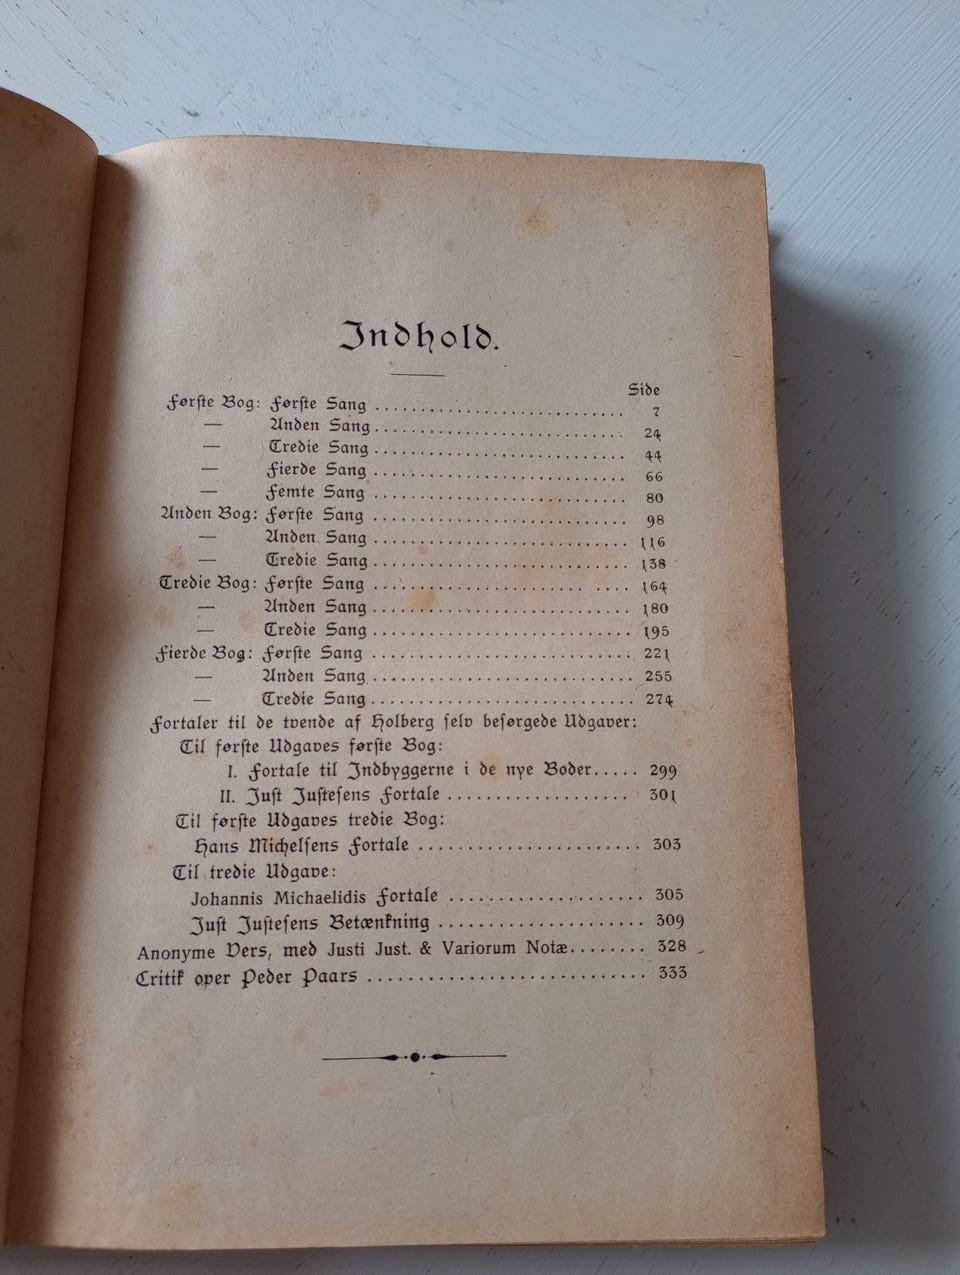 Indhold.
Side
Første Bog: Første Sang ........................... 7
— Anden Sang ........................... 24
— Tredie Sang ........................... 44
— Fierde Sang ........................... 66
— Femte Sang ........................... 80
Anden Bog: Første Sang ........................... 98
— Anden Sang ........................... 116
— Tredie Sang ........................... 138
Tredie Bog: Første Sang ........................... 164
— Anden Sang ........................... 180
— Tredie Sang ........................... 195
Fierde Bog: Første Sang ........................... 221
— Anden Sang ........................... 255
— Tredie Sang ........................... 274
Fortaler til de tvende af Holberg selv besørgede Udgaver:
Til første Udgaves første Bog:
I. Fortale til Indbyggerne i de nye Boder ..... 299
II. Just Justesens Fortale .................... 301
Til første Udgaves tredie Bog:
Hans Michelsens Fortale ........................ 303
Til tredie Udgave:
Johannis Michaelidis Fortale ..................... 305
Just Justesens Betænkning ...................... 309
Anonyme Vers, med Justi Just. & Variorum Notæ ........ 328
Critik over Peder Paars ............................. 333